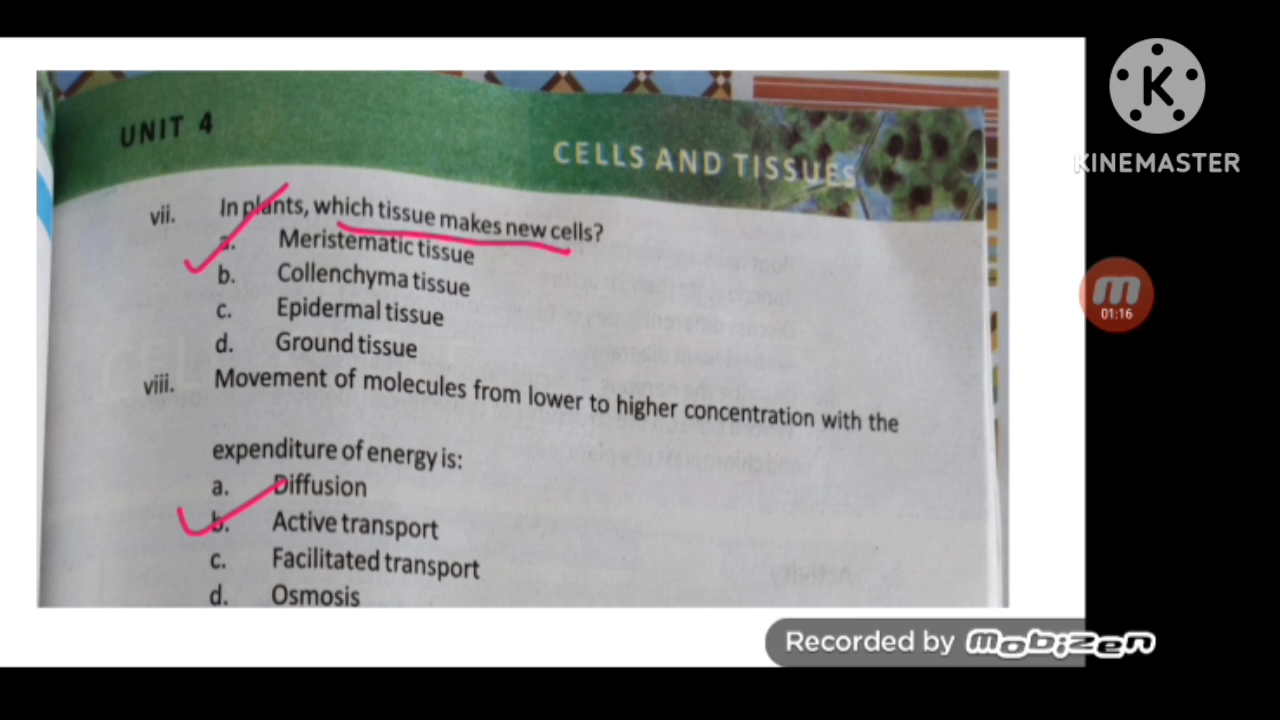 UNIT 4
CELLS AND TISSUES
vii. In plants, which tissue makes new cells?
a. Meristematic tissue
b. Collenchyma tissue
c. Epidermal tissue
d. Ground tissue
viii. Movement of molecules from lower to higher concentration with the
expenditure of energy is:
a. Diffusion
b. Active transport
c. Facilitated transport
d. Osmosis
K
KINEMASTER
m
01:16
Recorded by mobizen